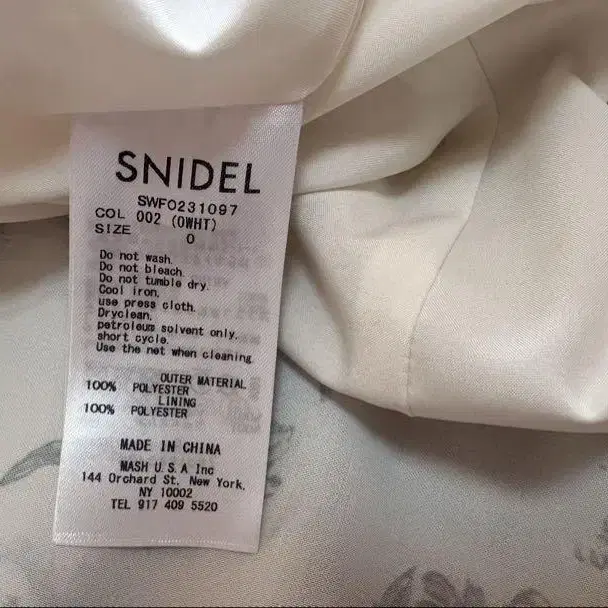 SNIDEL
SWFO231097
COL 002 (OWHT)
SIZE 0
Do not wash.
Do not bleach.
Do not tumble dry.
Cool iron,
use press cloth.
Dryclean,
petroleum solvent only,
short cycle.
Use the net when cleaning
OUTER MATERIAL
100% POLYESTER
LINING
100% POLYESTER
MADE IN CHINA
MASH U.S.A Inc
144 Orchard St. New York,
NY 10002
TEL 917 409 5520